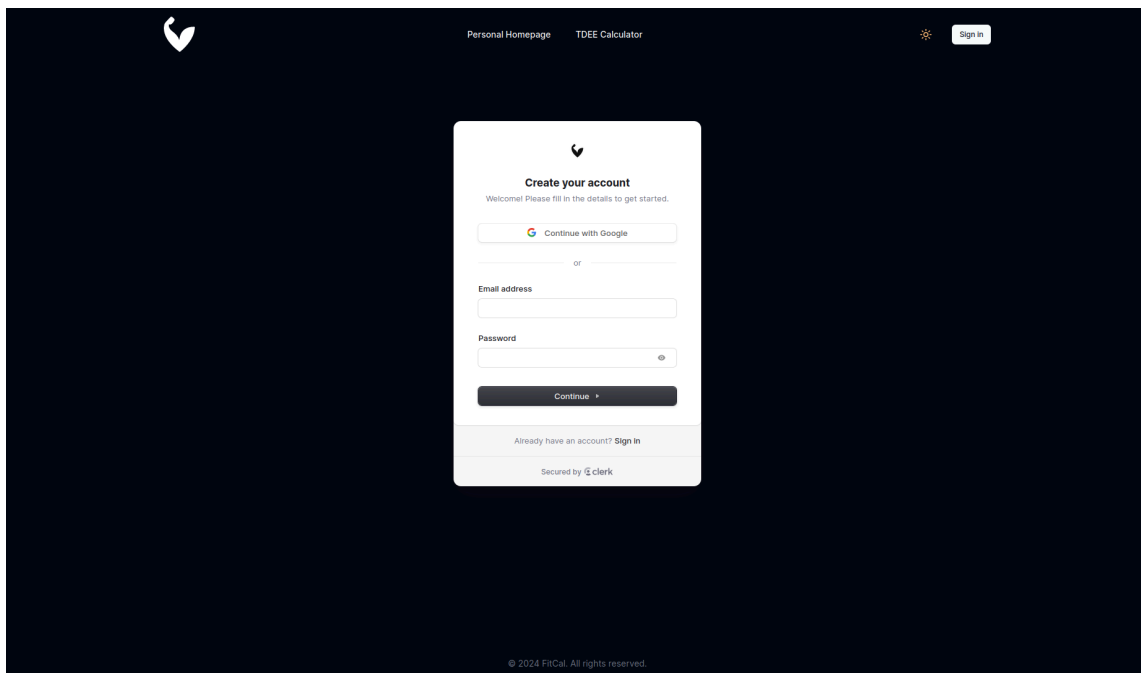 Personal Homepage
TDEE Calculator
Sign in
Create your account
Welcome! Please fill in the details to get started.
Continue with Google
or
Email address
Password
Continue
Already have an account? Sign in
Secured by clerk
© 2024 FitCal. All rights reserved.